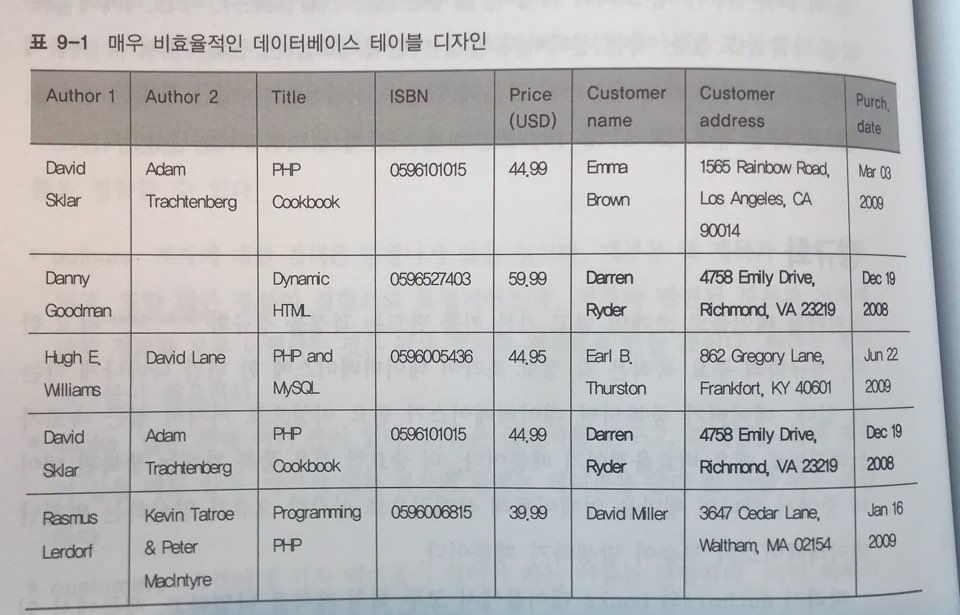 표 9-1 매우 비효율적인 데이터베이스 테이블 디자인
Author 1 Author 2 Title ISBN Price (USD) Customer name Customer address Purch. date
David Sklar Adam Trachtenberg PHP Cookbook 0596101015 44.99 Emma Brown 1565 Rainbow Road, Los Angeles, CA 90014 Mar 03 2009
Danny Goodman Dynamic HTML 0596527403 59.99 Darren Ryder 4758 Emily Drive, Richmond, VA 23219 Dec 19 2008
Hugh E. Williams David Lane PHP and MySQL 0596005436 44.95 Earl B. Thurston 862 Gregory Lane, Frankfort, KY 40601 Jun 22 2009
David Sklar Adam Trachtenberg PHP Cookbook 0596101015 44.99 Darren Ryder 4758 Emily Drive, Richmond, VA 23219 Dec 19 2008
Rasmus Lerdorf Kevin Tatroe & Peter MacIntyre Programming PHP 0596006815 39.99 David Miller 3647 Cedar Lane, Waltham, MA 02154 Jan 16 2009